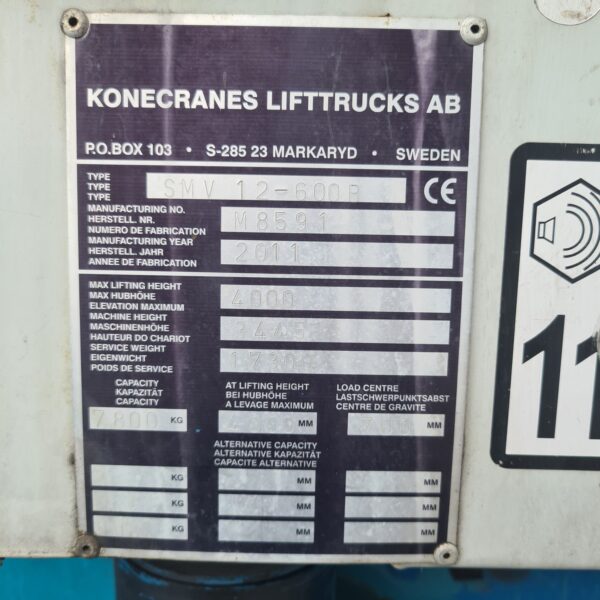 KONECRANES LIFTTRUCKS AB
P.O.BOX 103 • S-285 23 MARKARYD • SWEDEN
TYPE
TYPE SMV 12-600B CE
TYPE
MANUFACTURING NO.
HERSTELL. NR. M8591
NUMERO DE FABRICATION
MANUFACTURING YEAR
HERSTELL. JAHR 2011
ANNEE DE FABRICATION
MAX LIFTING HEIGHT
MAX HUBHÖHE 4000
ELEVATION MAXIMUM
MACHINE HEIGHT
MASCHINENHÖHE
HAUTEUR DO CHARIOT
SERVICE WEIGHT
EIGENWICHT
POIDS DE SERVICE
CAPACITY AT LIFTING HEIGHT LOAD CENTRE
KAPAZITÄT BEI HUBHÖHE LASTSCHWERPUNKTSABST
CAPACITY A LEVAGE MAXIMUM CENTRE DE GRAVITE
7800 KG MM MM
ALTERNATIVE CAPACITY
ALTERNATIVE KAPAZITÄT
CAPACITE ALTERNATIVE
KG MM MM
KG MM MM
KG MM MM
11